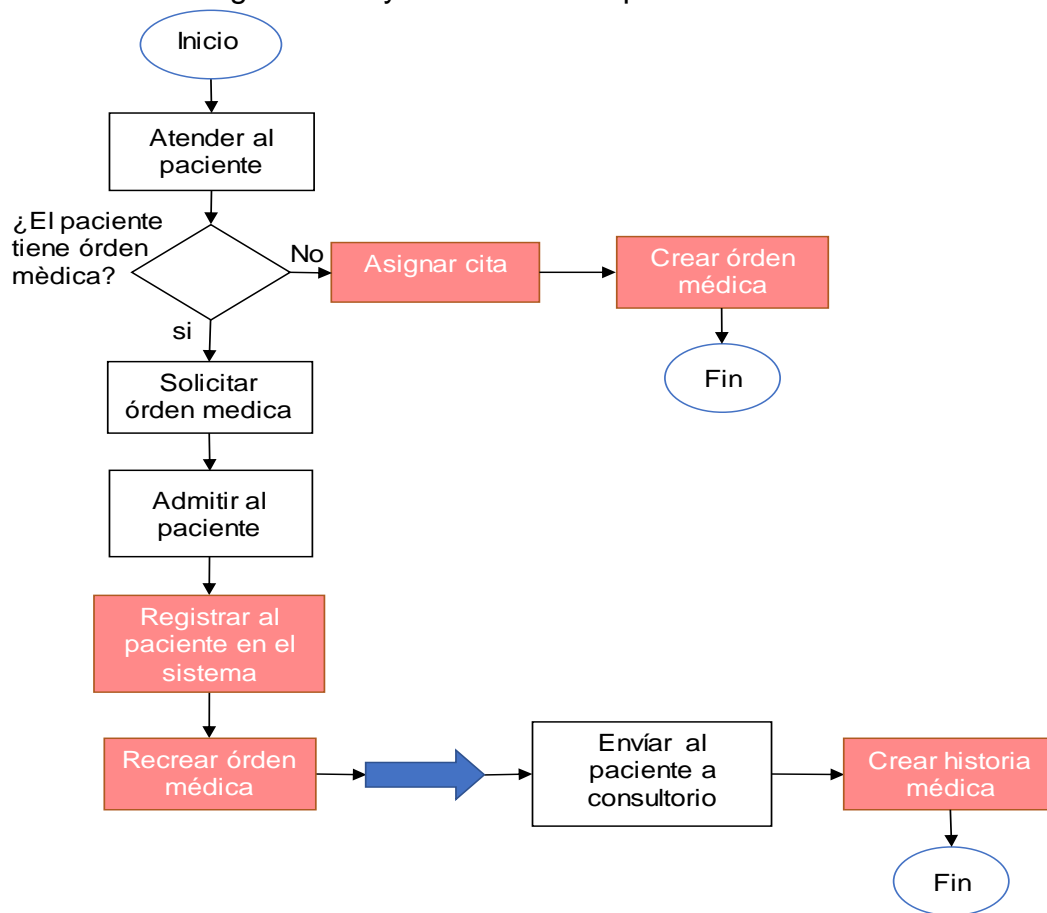 Inicio
Atender al
paciente
¿El paciente
tiene órden
mèdica?
No
Asignar cita
Crear órden
médica
Fin
si
Solicitar
órden medica
Admitir al
paciente
Registrar al
paciente en el
sistema
Recrear órden
médica
Envíar al
paciente a
consultorio
Crear historia
médica
Fin